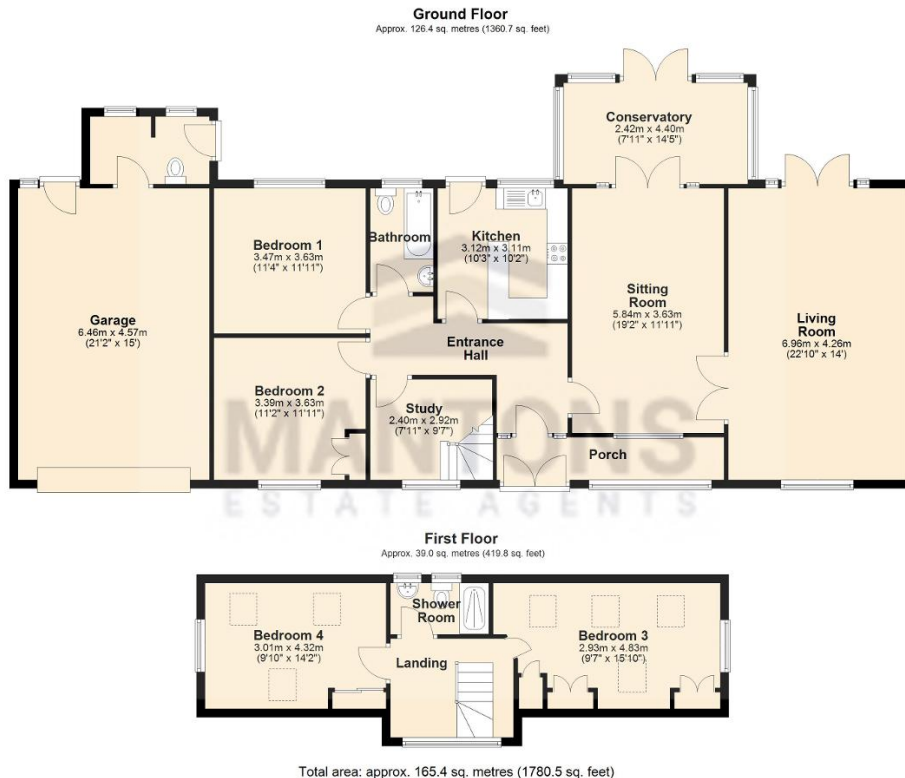 Ground Floor
Approx. 126.4 sq. metres (1360.7 sq. feet)
Conservatory
2.42m x 4.40m
(7'11" x 14'5")
Bedroom 1
3.47m x 3.63m
(11'4" x 11'11")
Bathroom
Kitchen
3.12m x 3.11m
(10'3" x 10'2")
Garage
6.46m x 4.57m
(21'2" x 15')
Sitting
Room
5.84m x 3.63m
(19'2" x 11'11")
Living
Room
6.96m x 4.26m
(22'10" x 14')
Entrance
Hall
Bedroom 2
3.39m x 3.63m
(11'2" x 11'11")
Study
2.40m x 2.92m
(7'11" x 9'7")
Porch
MANTONS
ESTATE AGENTS
First Floor
Approx. 39.0 sq. metres (419.8 sq. feet)
Shower
Room
Bedroom 4
3.01m x 4.32m
(9'10" x 14'2")
Landing
Bedroom 3
2.93m x 4.83m
(9'7" x 15'10")
Total area: approx. 165.4 sq. metres (1780.5 sq. feet)